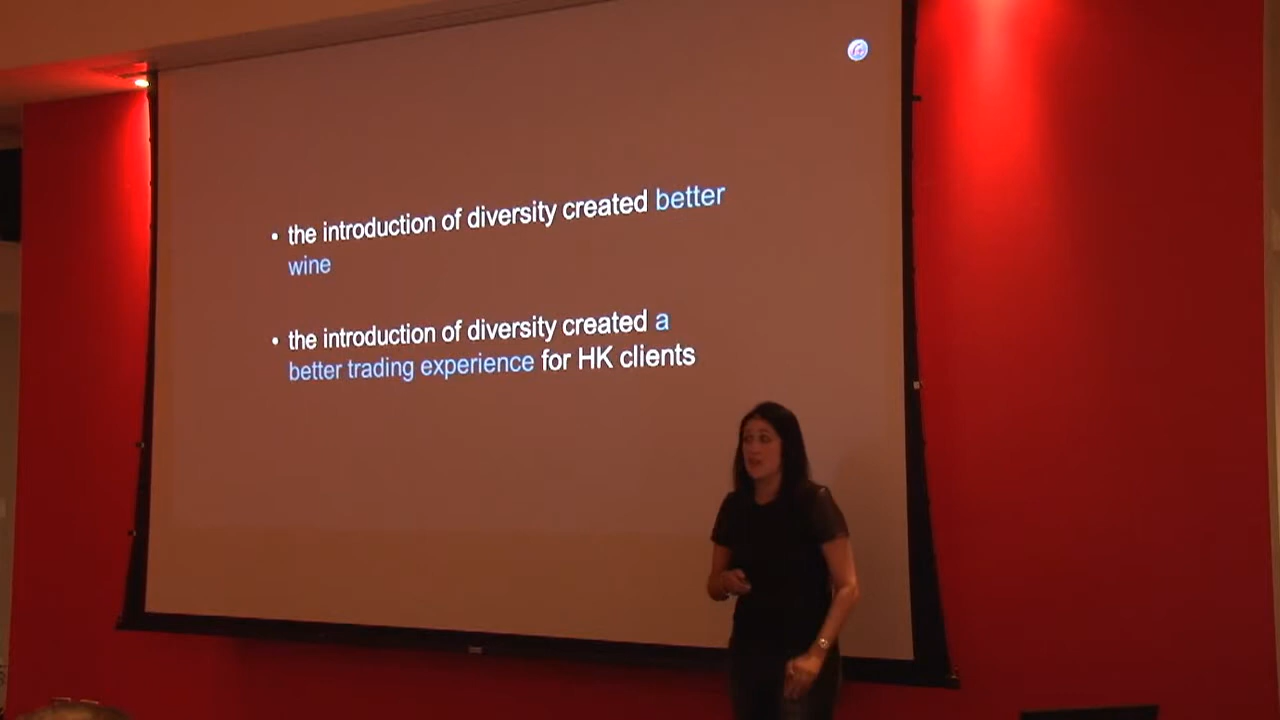 • the introduction of diversity created better
wine
• the introduction of diversity created a
better trading experience for HK clients